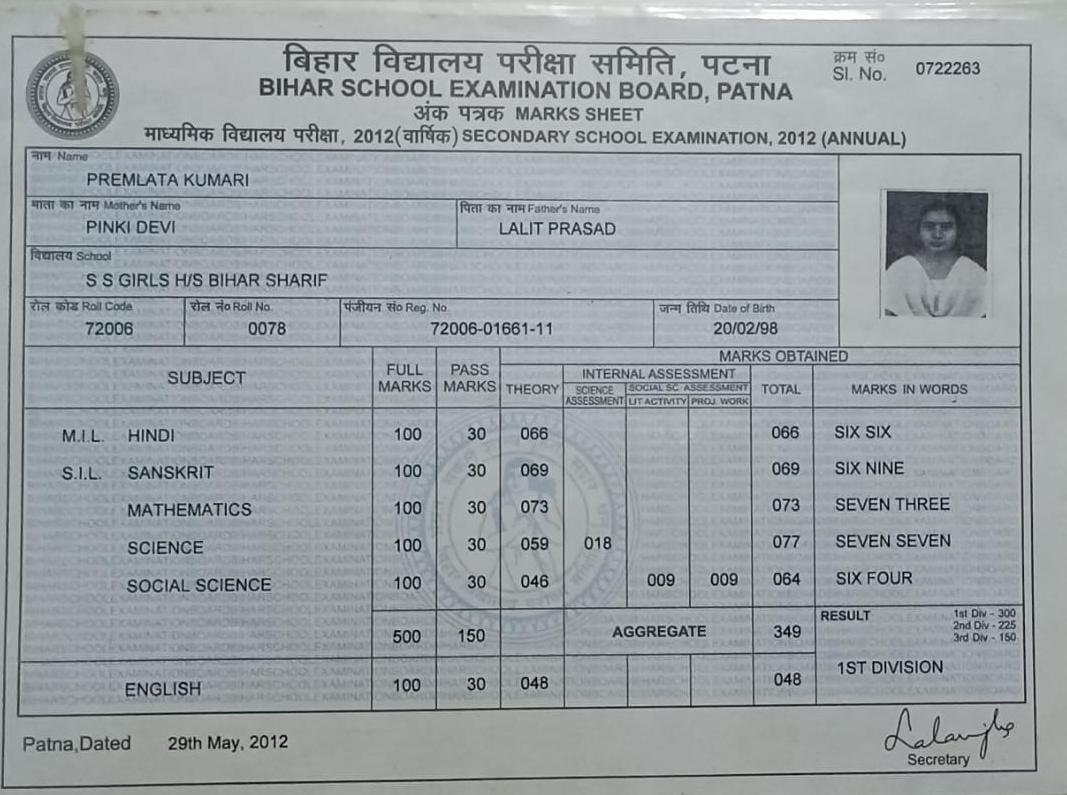 बिहार विद्यालय परीक्षा समिति, पटना
क्रम सं०
Sl. No. 0722263
BIHAR SCHOOL EXAMINATION BOARD, PATNA
अंक पत्रक MARKS SHEET
माध्यमिक विद्यालय परीक्षा, 2012(वार्षिक) SECONDARY SCHOOL EXAMINATION, 2012 (ANNUAL)
नाम Name
PREMLATA KUMARI
माता का नाम Mother's Name पिता का नाम Father's Name
PINKI DEVI LALIT PRASAD
विद्यालय School
S S GIRLS H/S BIHAR SHARIF
रोल कोड Roll Code रोल नं० Roll No. पंजीयन सं० Reg. No. जन्म तिथि Date of Birth
72006 0078 72006-01661-11 20/02/98
MARKS OBTAINED
SUBJECT FULL MARKS PASS MARKS THEORY INTERNAL ASSESSMENT TOTAL MARKS IN WORDS
SCIENCE ASSESSMENT SOCIAL SC. ASSESSMENT
LIT ACTIVITY PROJ. WORK
M.I.L. HINDI 100 30 066 066 SIX SIX
S.I.L. SANSKRIT 100 30 069 069 SIX NINE
MATHEMATICS 100 30 073 073 SEVEN THREE
SCIENCE 100 30 059 018 077 SEVEN SEVEN
SOCIAL SCIENCE 100 30 046 009 009 064 SIX FOUR
500 150 AGGREGATE 349
RESULT 1st Div - 300
2nd Div - 225
3rd Div - 150
1ST DIVISION
ENGLISH 100 30 048 048
Patna,Dated 29th May, 2012
Secretary